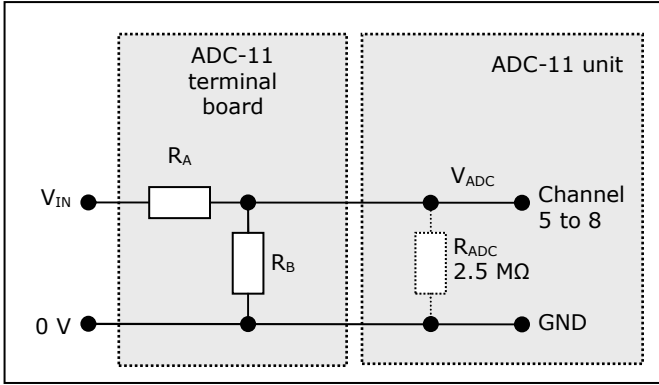 ADC-11
terminal
board
ADC-11 unit
RA
VIN
VADC
Channel
5 to 8
RB
RADC
2.5 MΩ
0 V
GND